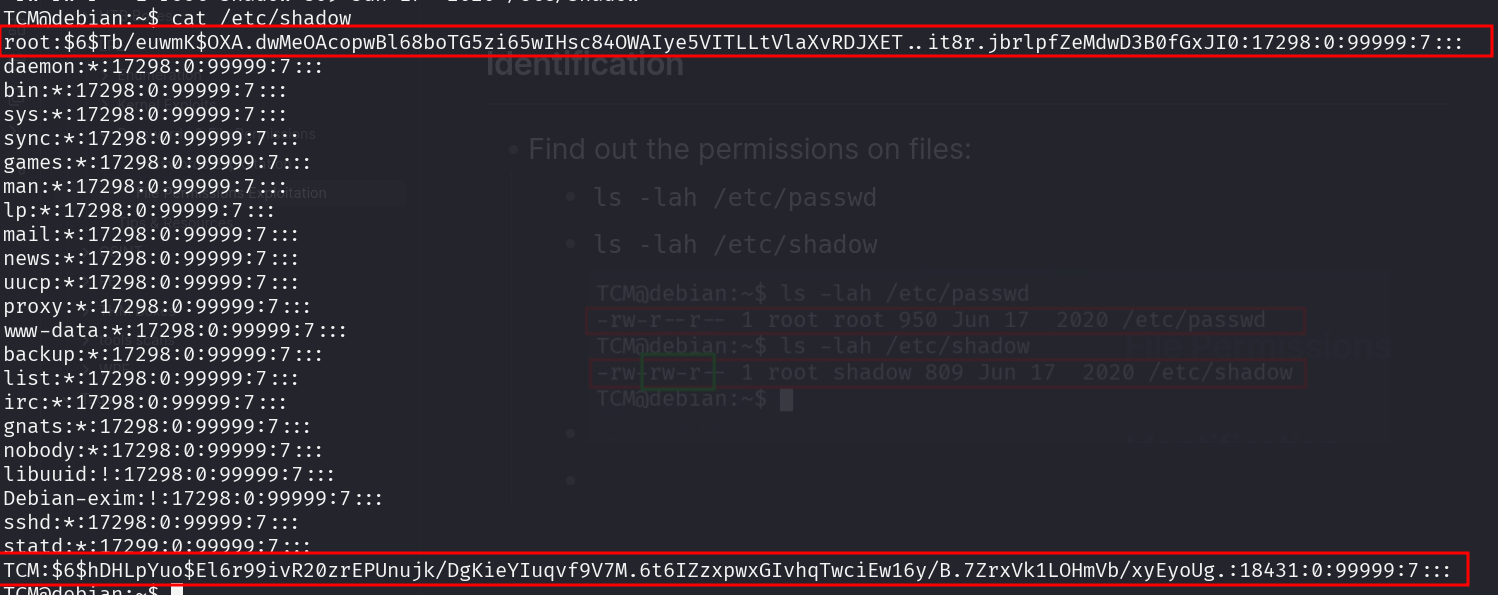 TCM@debian:~$ cat /etc/shadow
root:$6$Tb/euwmK$OXA.dwMeOAcopwBl68boTG5zi65wIHsc84OWAIye5VITLLtVlaXvRDJXET..it8r.jbrlpfZeMdwD3B0fGxJI0:17298:0:99999:7:::
daemon:*:17298:0:99999:7:::
bin:*:17298:0:99999:7:::
sys:*:17298:0:99999:7:::
sync:*:17298:0:99999:7:::
games:*:17298:0:99999:7:::
man:*:17298:0:99999:7:::
lp:*:17298:0:99999:7:::
mail:*:17298:0:99999:7:::
news:*:17298:0:99999:7:::
uucp:*:17298:0:99999:7:::
proxy:*:17298:0:99999:7:::
www-data:*:17298:0:99999:7:::
backup:*:17298:0:99999:7:::
list:*:17298:0:99999:7:::
irc:*:17298:0:99999:7:::
gnats:*:17298:0:99999:7:::
nobody:*:17298:0:99999:7:::
libuuid:!:17298:0:99999:7:::
Debian-exim:!:17298:0:99999:7:::
sshd:*:17298:0:99999:7:::
statd:*:17299:0:99999:7:::
TCM:$6$hDHLpYuo$El6r99ivR20zrEPUnujk/DgKieYIuqvf9V7M.6t6IZzxpwxGIvhqTwciEw16y/B.7ZrxVk1LOHmVb/xyEyoUg.:18431:0:99999:7:::
TCM@debian:~$
Identification
Find out the permissions on files:
ls -lah /etc/passwd
ls -lah /etc/shadow
TCM@debian:~$ ls -lah /etc/passwd
-rw-r--r-- 1 root root 950 Jun 17  2020 /etc/passwd
TCM@debian:~$ ls -lah /etc/shadow
-rw-rw-r-- 1 root shadow 809 Jun 17  2020 /etc/shadow
TCM@debian:~$